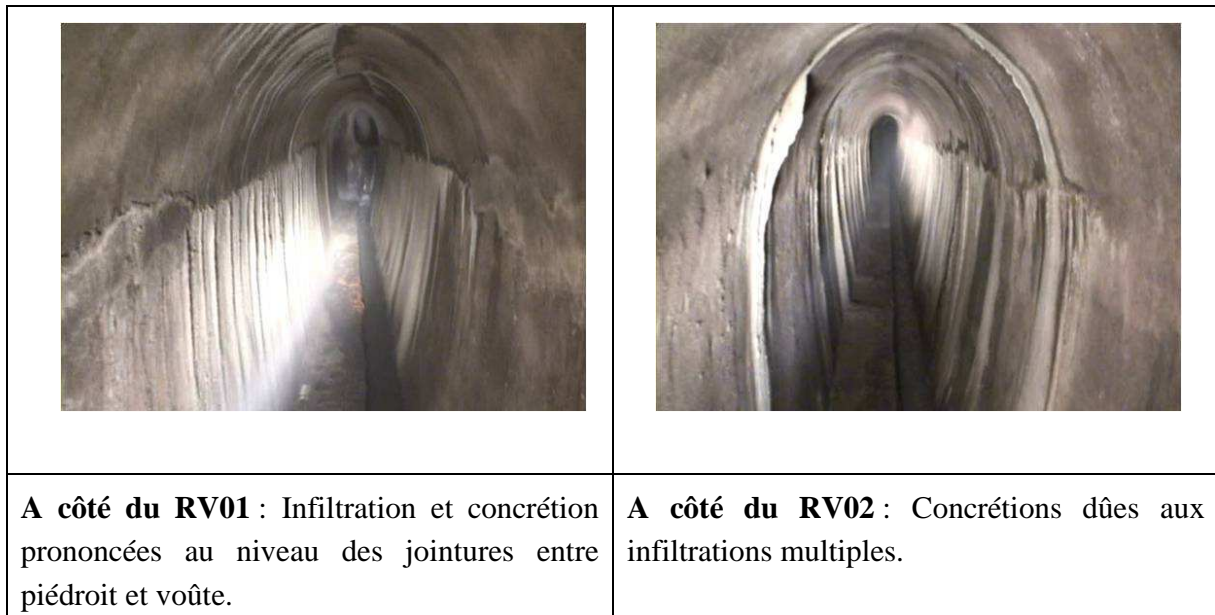 A côté du RV01 : Infiltration et concrétion
prononcées au niveau des jointures entre
piédroit et voûte.
A côté du RV02 : Concrétions dûes aux
infiltrations multiples.